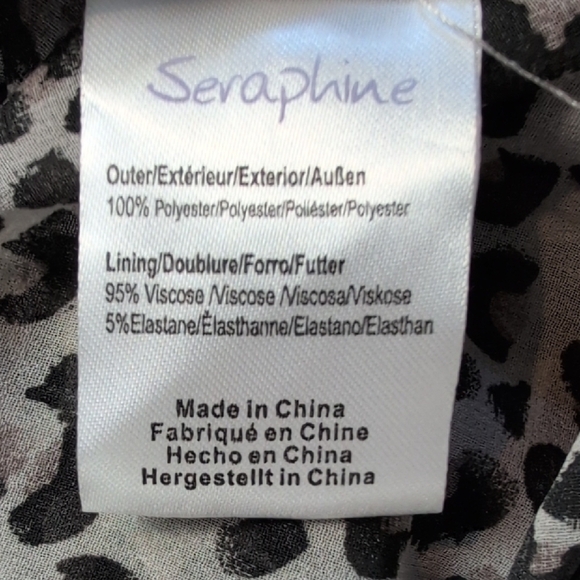 Seraphine
Outer/Extérieur/Exterior/Außen
100% Polyester/Polyester/Poliéster/Polyester
Lining/Doublure/Forro/Futter
95% Viscose /Viscose /Viscosa/Viskose
5%Elastane/Élasthanne/Elastano/Elasthan
Made in China
Fabriqué en Chine
Hecho en China
Hergestellt in China